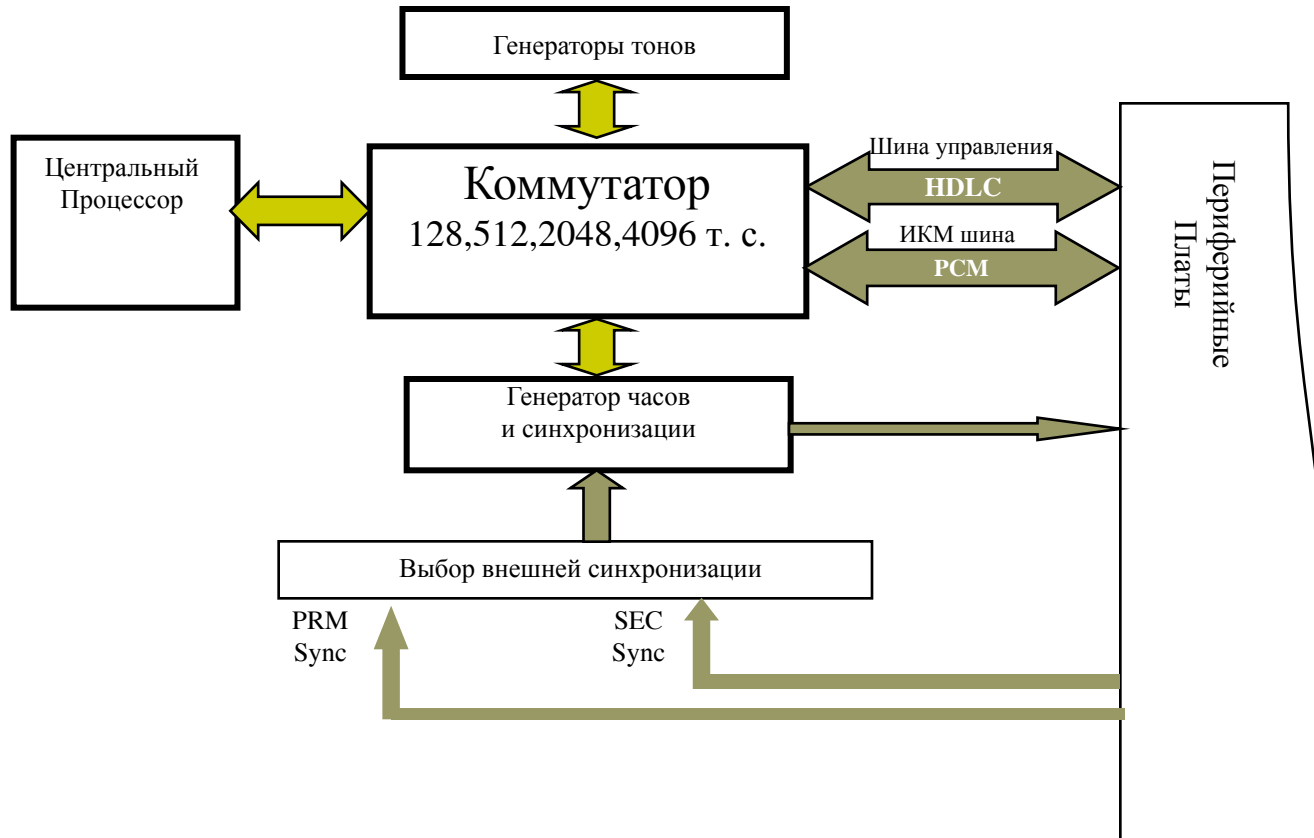 Генераторы тонов
Центральный
Процессор
Коммутатор
128,512,2048,4096 т. с.
Шина управления
HDLC
ИКМ шина
PCM
Периферийные
Платы
Генератор часов
и синхронизации
Выбор внешней синхронизации
PRM
Sync
SEC
Sync